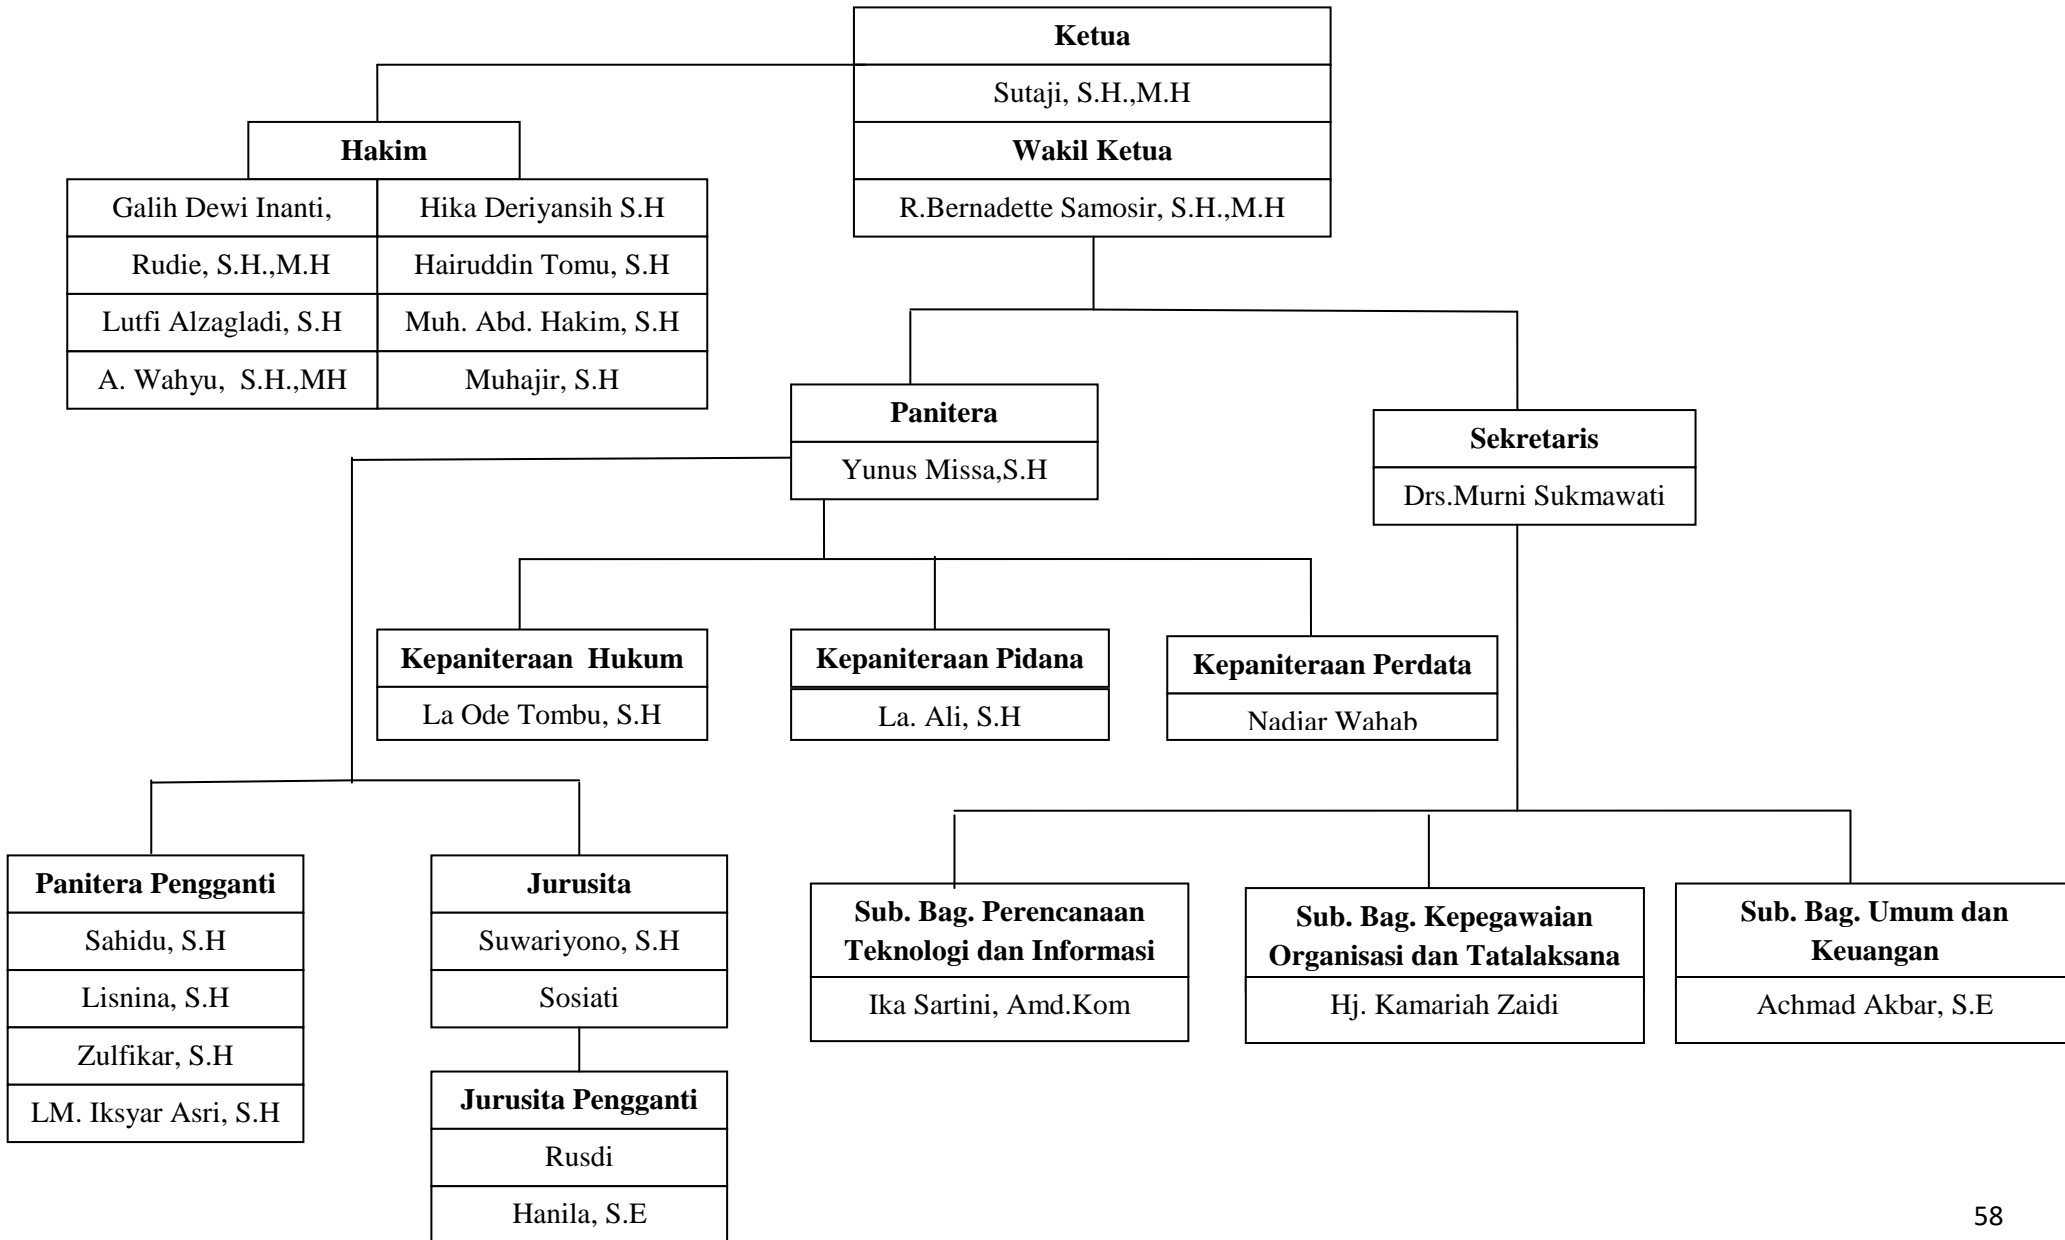 Ketua
Sutaji, S.H.,M.H
Wakil Ketua
R.Bernadette Samosir, S.H.,M.H
Hakim
Galih Dewi Inanti,
Hika Deriyansih S.H
Rudie, S.H.,M.H
Hairuddin Tomu, S.H
Lutfi Alzagladi, S.H
Muh. Abd. Hakim, S.H
A. Wahyu,  S.H.,MH
Muhajir, S.H
Panitera
Yunus Missa,S.H
Sekretaris
Drs.Murni Sukmawati
Kepaniteraan  Hukum
La Ode Tombu, S.H
Kepaniteraan Pidana
La. Ali, S.H
Kepaniteraan Perdata
Nadiar Wahab
Panitera Pengganti
Sahidu, S.H
Lisnina, S.H
Zulfikar, S.H
LM. Iksyar Asri, S.H
Jurusita
Suwariyono, S.H
Sosiati
Jurusita Pengganti
Rusdi
Hanila, S.E
Sub. Bag. Perencanaan
Teknologi dan Informasi
Ika Sartini, Amd.Kom
Sub. Bag. Kepegawaian
Organisasi dan Tatalaksana
Hj. Kamariah Zaidi
Sub. Bag. Umum dan
Keuangan
Achmad Akbar, S.E
58